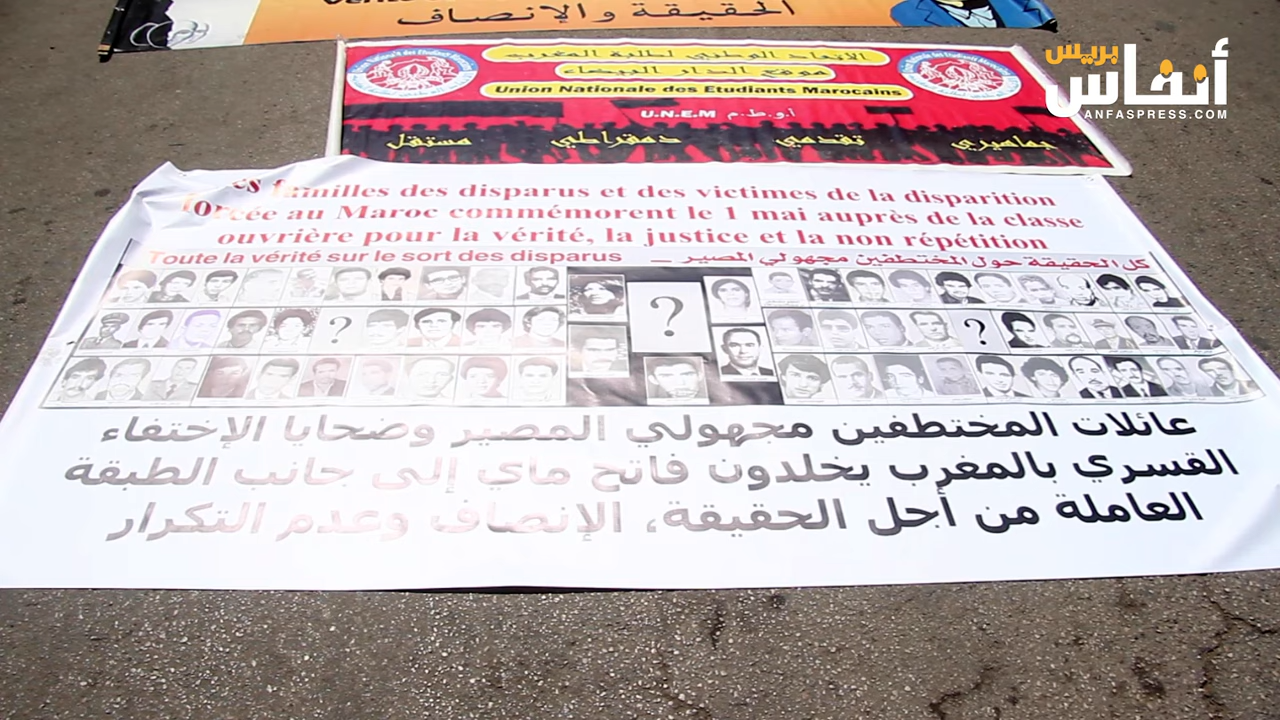 الحقيقة والإنصاف
أنفاس بريس
ANFASPRESS.COM
الاتحاد الوطني لطلبة المغرب
موقع الدار البيضاء
Union Nationale des Etudiants Marocains
U.N.E.M أ.و.ط.م
جماهيري تقدمي دمقراطي مستقل
es familles des disparus et des victimes de la disparition
forcée au Maroc commémorent le 1 mai auprès de la classe
ouvrière pour la vérité, la justice et la non répétition
Toute la vérité sur le sort des disparus ـــ كل الحقيقة حول المختطفين مجهولي المصير
?
?
?
عائلات المختطفين مجهولي المصير وضحايا الإختفاء
القسري بالمغرب يخلدون فاتح ماي إلى جانب الطبقة
العاملة من أجل الحقيقة، الإنصاف وعدم التكرار